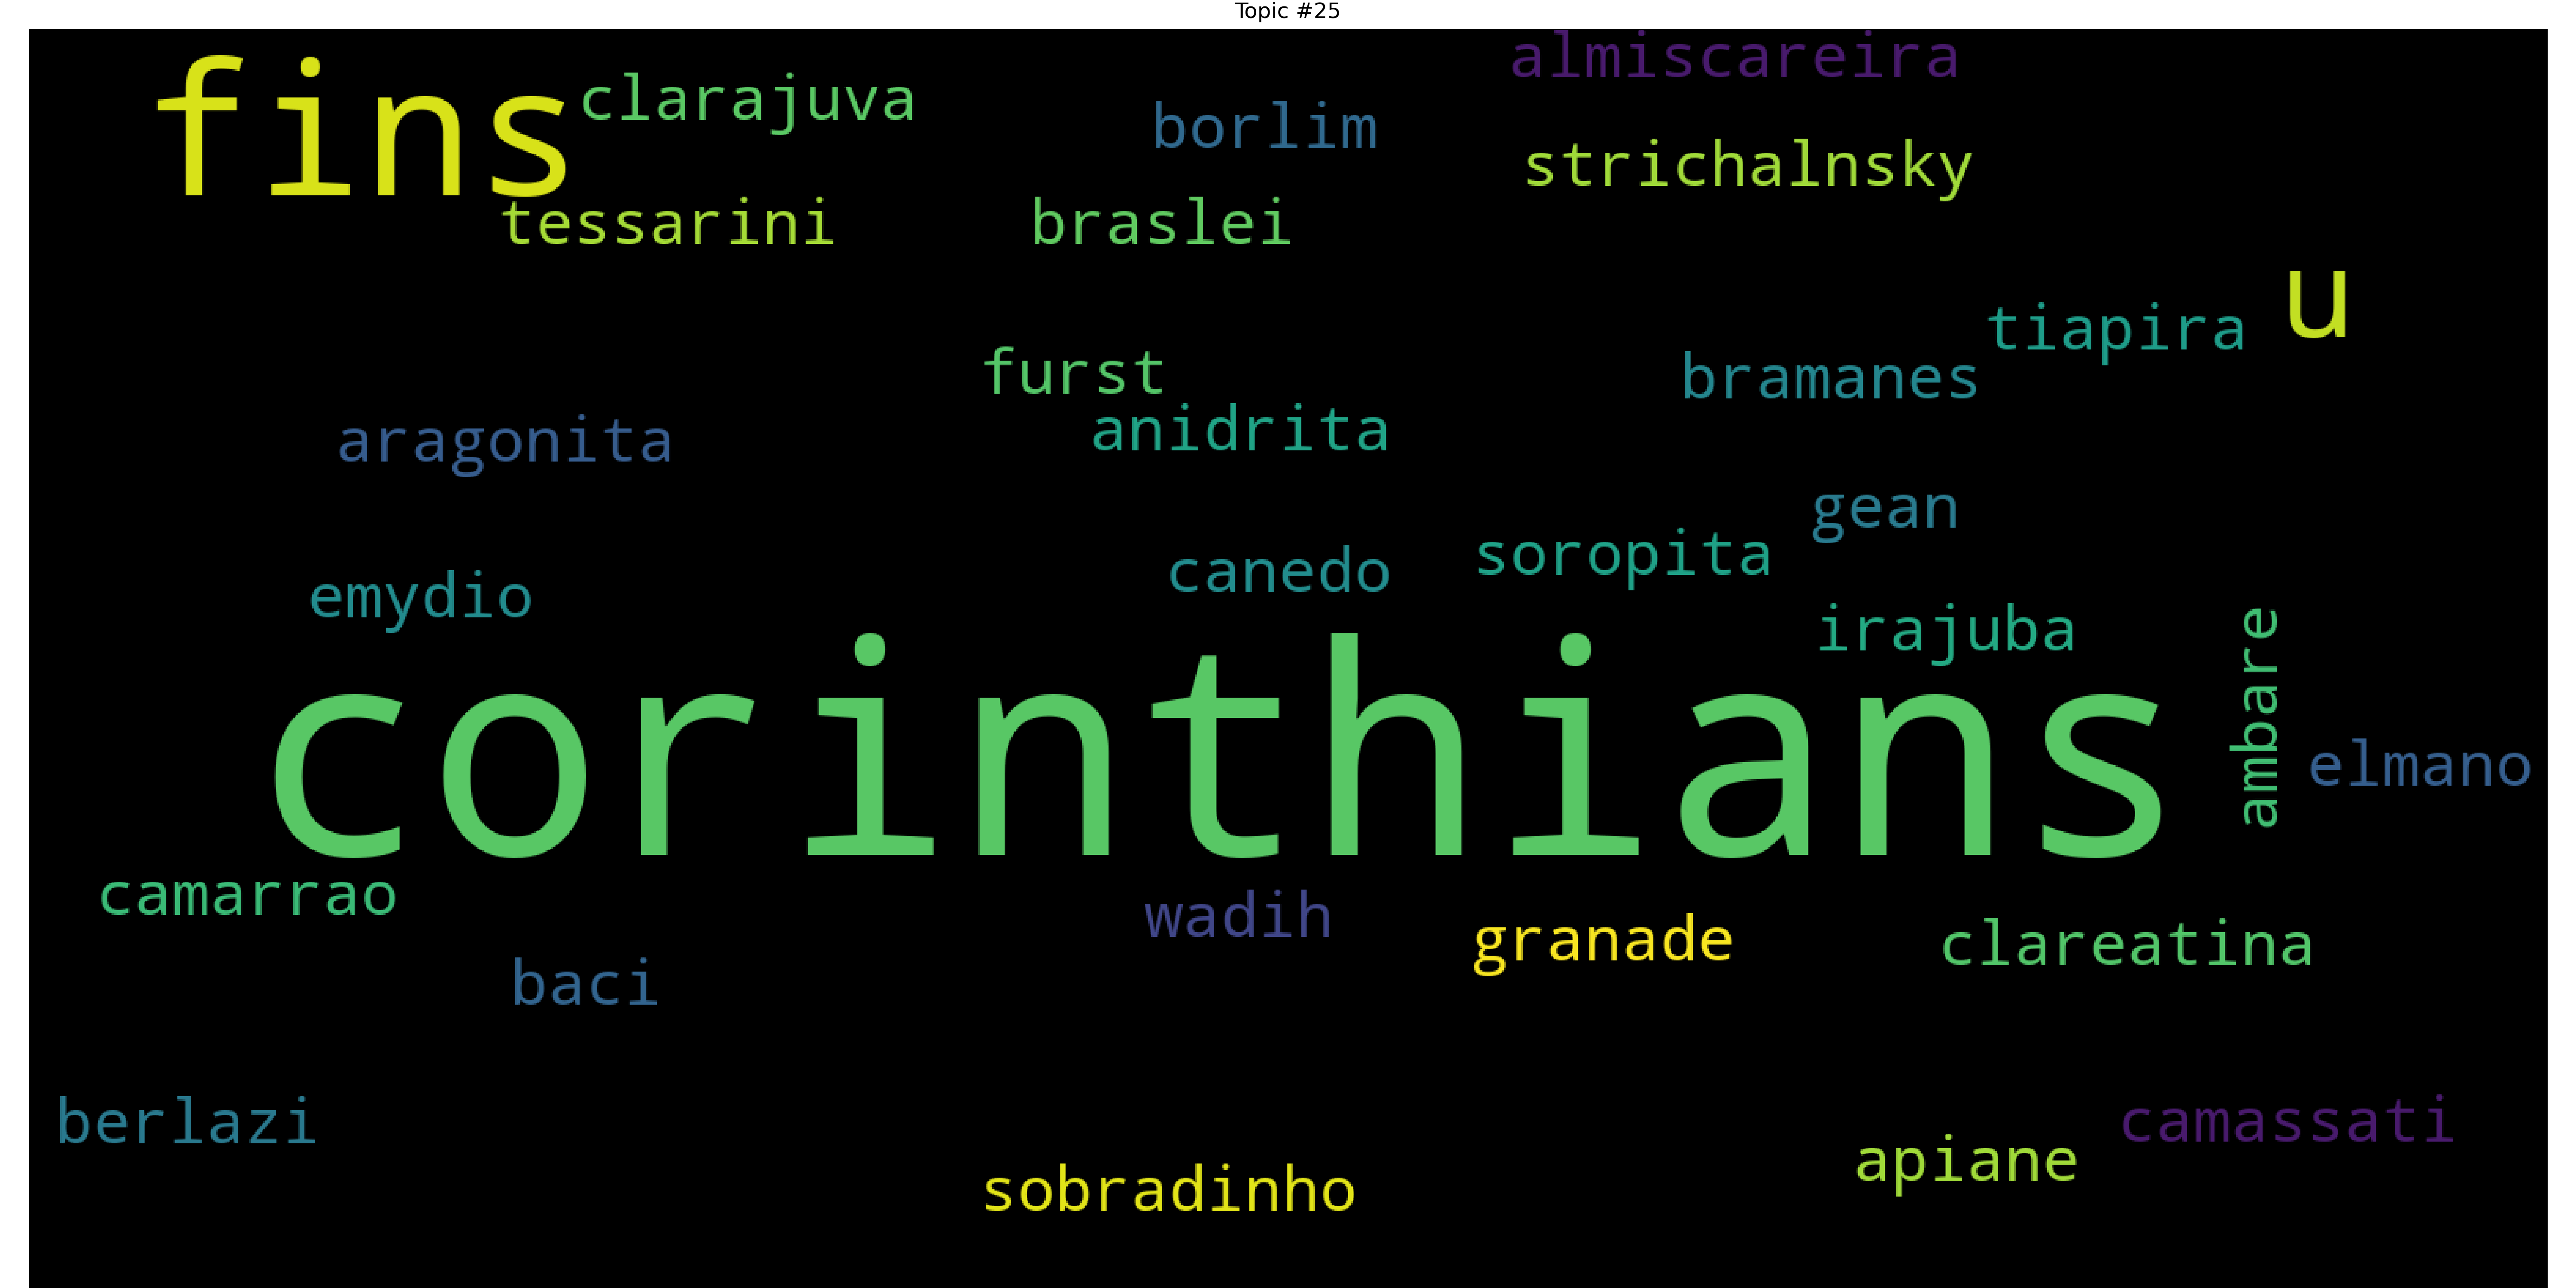 Topic #25
almiscareira
fins
clarajuva
borlim
strichalnsky
tessarini
braslei
u
tiapira
furst
bramanes
anidrita
aragonita
gean
soropita
canedo
emydio
irajuba
ambare
corinthians
elmano
camarrao
wadih
granade
clareatina
baci
berlazi
camassati
apiane
sobradinho